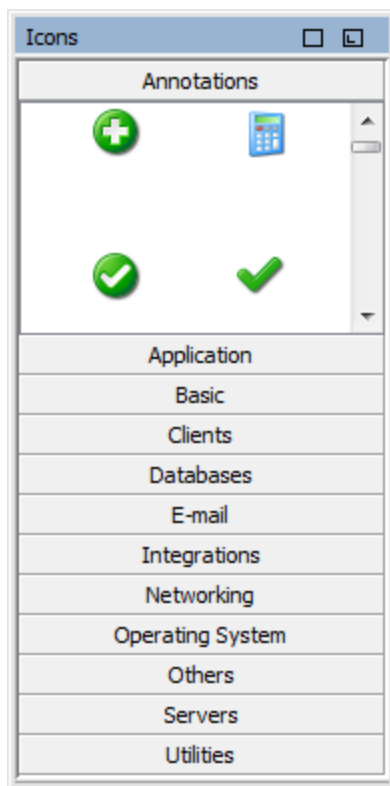 Icons
Annotations
Application
Basic
Clients
Databases
E-mail
Integrations
Networking
Operating System
Others
Servers
Utilities